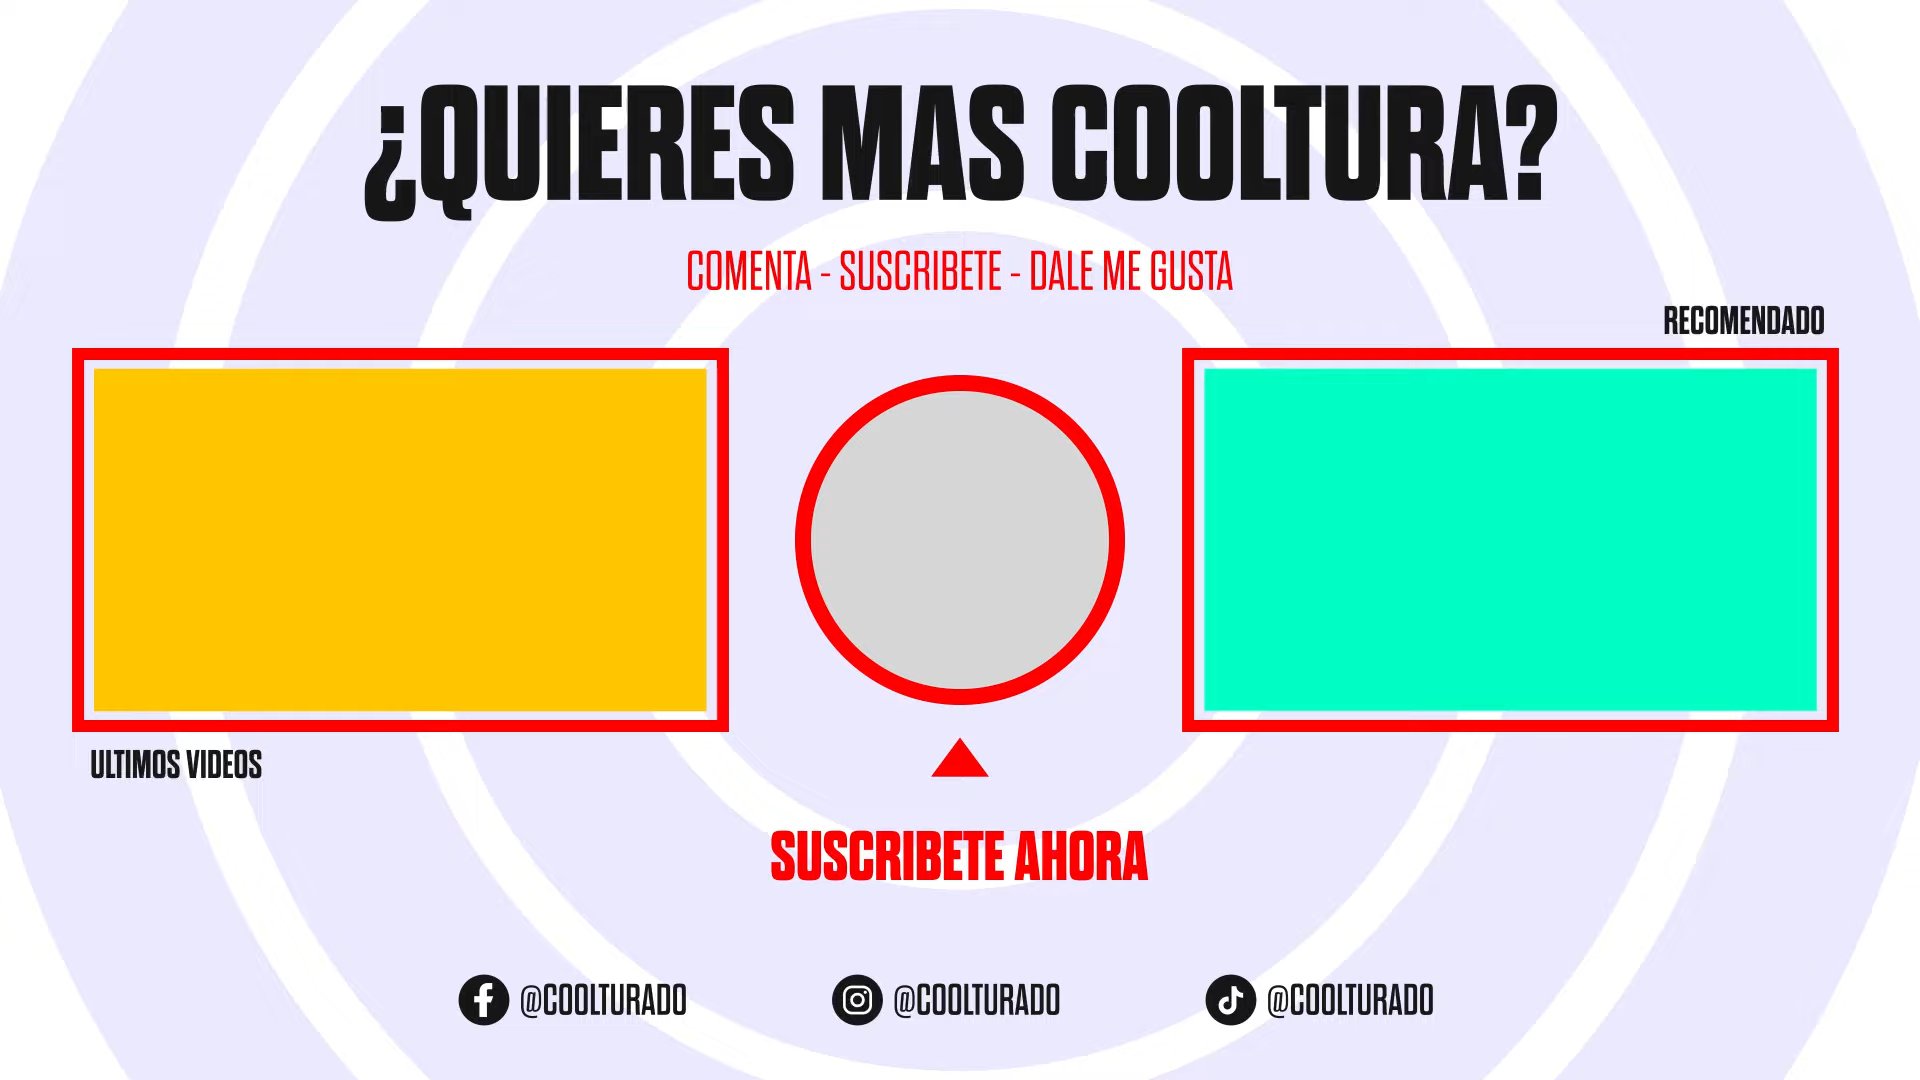 ¿QUIERES MAS COOLTURA?
COMENTA - SUSCRIBETE - DALE ME GUSTA
RECOMENDADO
ULTIMOS VIDEOS
SUSCRIBETE AHORA
@COOLTURADO @COOLTURADO @COOLTURADO